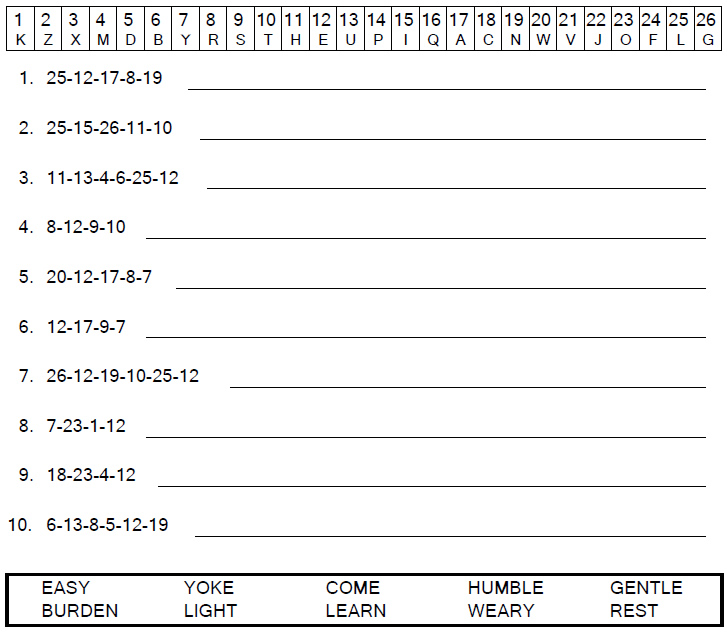 1 2 3 4 5 6 7 8 9 10 11 12 13 14 15 16 17 18 19 20 21 22 23 24 25 26
K Z X M D B Y R S T H E U P I Q A C N W V J O F L G
1. 25-12-17-8-19
2. 25-15-26-11-10
3. 11-13-4-6-25-12
4. 8-12-9-10
5. 20-12-17-8-7
6. 12-17-9-7
7. 26-12-19-10-25-12
8. 7-23-1-12
9. 18-23-4-12
10. 6-13-8-5-12-19
EASY YOKE COME HUMBLE GENTLE
BURDEN LIGHT LEARN WEARY REST